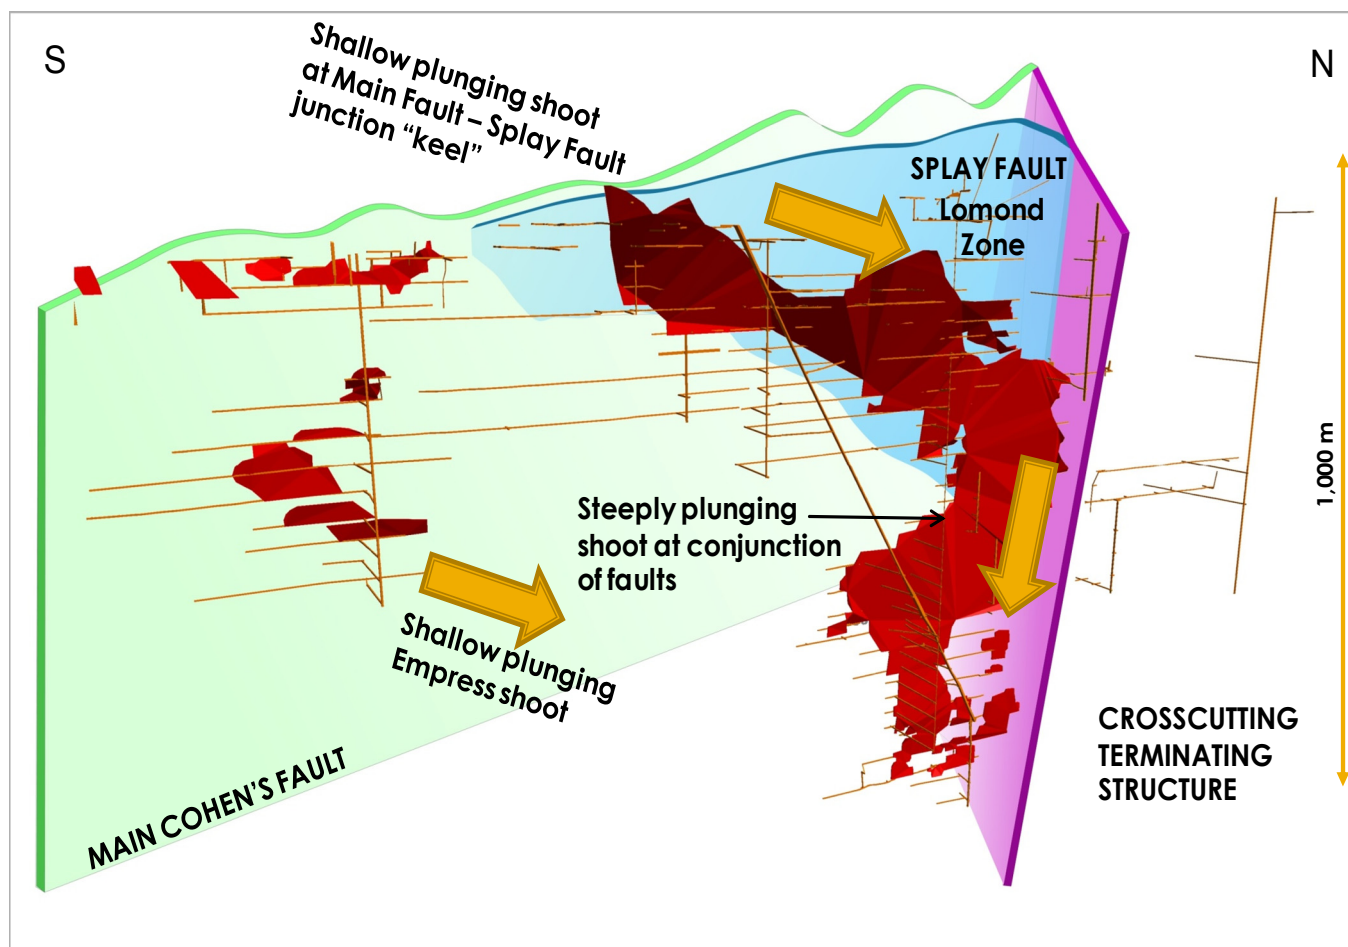 S
Shallow plunging shoot
at Main Fault – Splay Fault
junction “keel”
N
SPLAY FAULT
Lomond
Zone
1,000 m
Steeply plunging
shoot at conjunction
of faults
Shallow plunging
Empress shoot
MAIN COHEN'S FAULT
CROSSCUTTING
TERMINATING
STRUCTURE